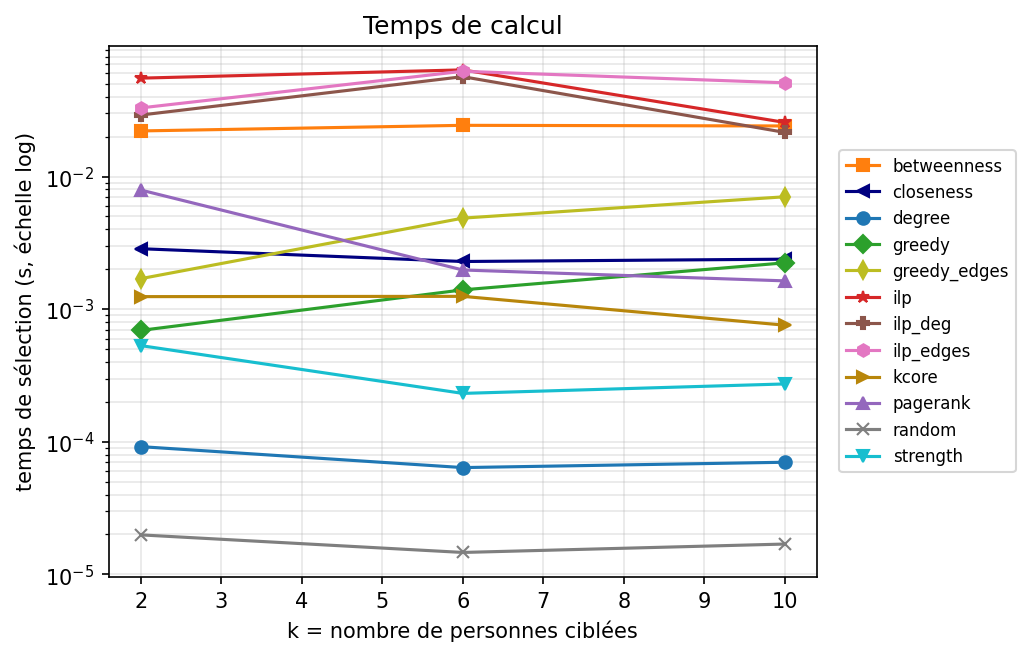 Temps de calcul
temps de sélection (s, échelle log)
10⁻²
10⁻³
10⁻⁴
10⁻⁵
2 3 4 5 6 7 8 9 10
k = nombre de personnes ciblées
betweenness
closeness
degree
greedy
greedy_edges
ilp
ilp_deg
ilp_edges
kcore
pagerank
random
strength